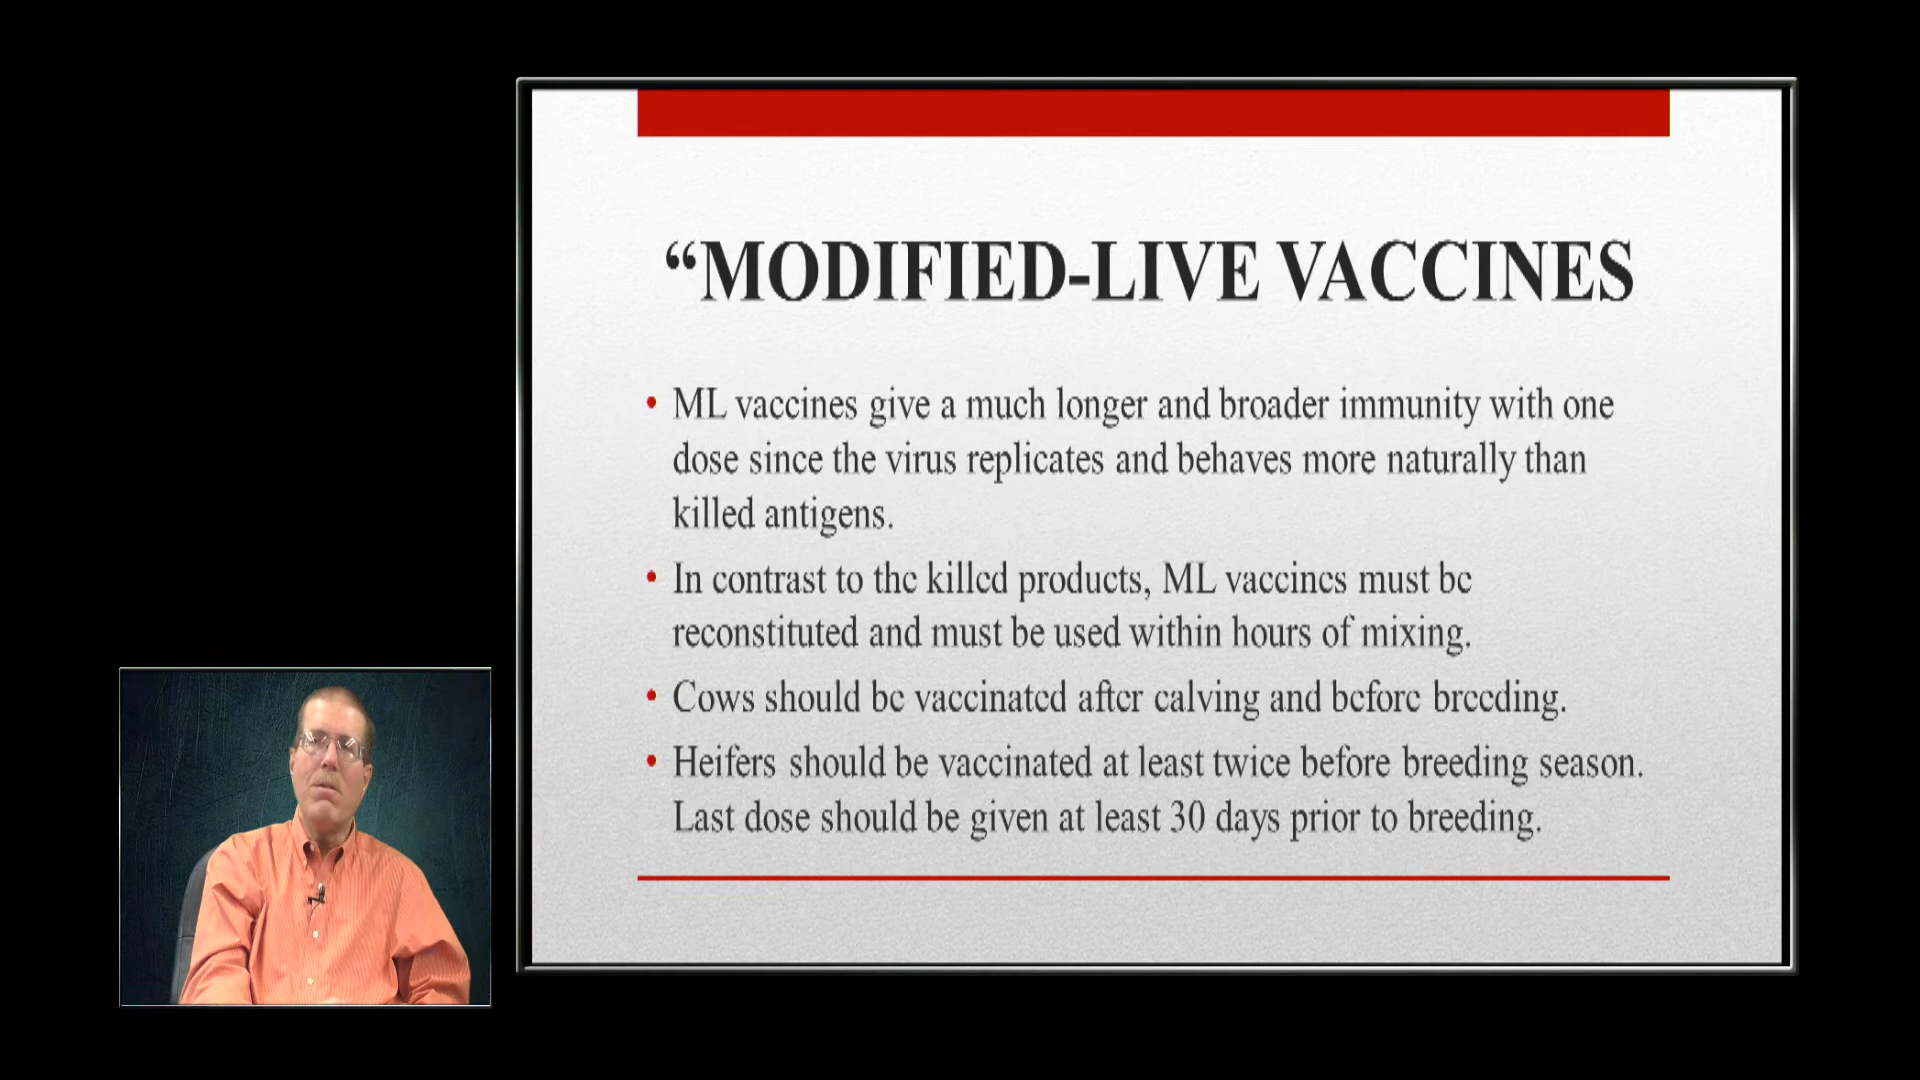 “MODIFIED-LIVE VACCINES
• ML vaccines give a much longer and broader immunity with one
dose since the virus replicates and behaves more naturally than
killed antigens.
• In contrast to the killed products, ML vaccines must be
reconstituted and must be used within hours of mixing.
• Cows should be vaccinated after calving and before breeding.
• Heifers should be vaccinated at least twice before breeding season.
Last dose should be given at least 30 days prior to breeding.